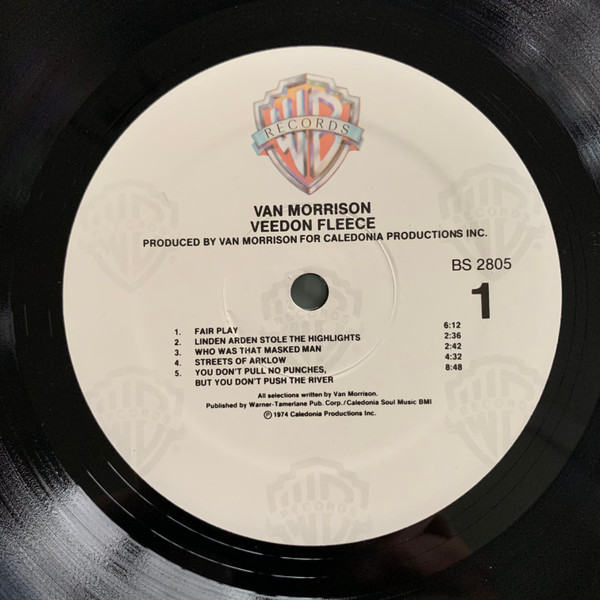 WB
RECORDS
VAN MORRISON
VEEDON FLEECE
PRODUCED BY VAN MORRISON FOR CALEDONIA PRODUCTIONS INC.
BS 2805
1
1. FAIR PLAY 6:12
2. LINDEN ARDEN STOLE THE HIGHLIGHTS 2:36
3. WHO WAS THAT MASKED MAN 2:42
4. STREETS OF ARKLOW 4:32
5. YOU DON'T PULL NO PUNCHES, 8:48
BUT YOU DON'T PUSH THE RIVER
All selections written by Van Morrison.
Published by Warner-Tamerlane Pub. Corp./Caledonia Soul Music BMI
℗ 1974 Caledonia Productions Inc.